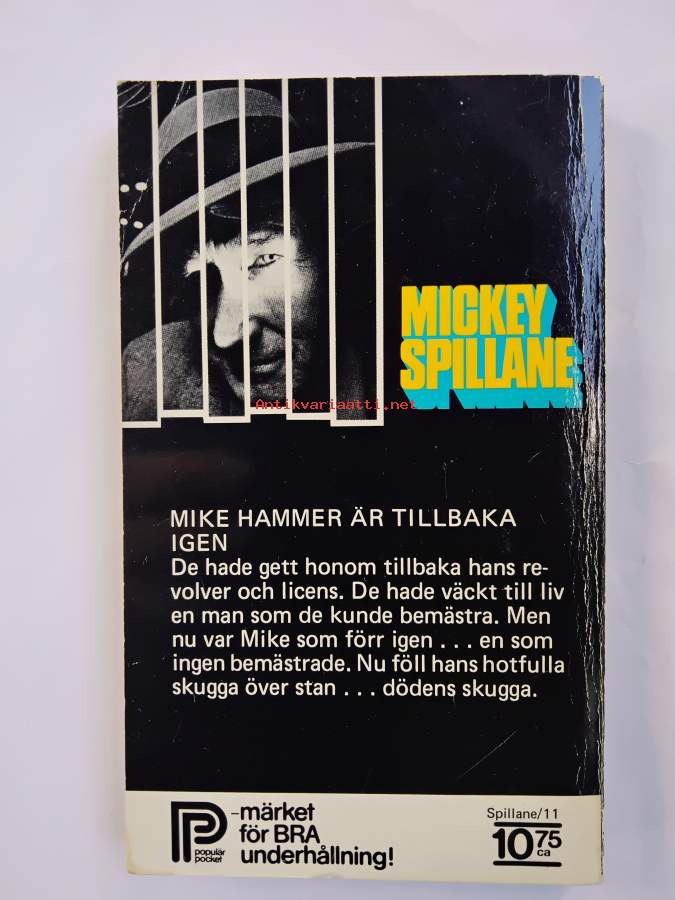 MICKEY
SPILLANE
Antikvariaatti.net
MIKE HAMMER ÄR TILLBAKA
IGEN
De hade gett honom tillbaka hans re-
volver och licens. De hade väckt till liv
en man som de kunde bemästra. Men
nu var Mike som förr igen . . . en som
ingen bemästrade. Nu föll hans hotfulla
skugga över stan . . . dödens skugga.
populär
pocket
-märket
för BRA
underhållning!
Spillane/11
10 75
ca